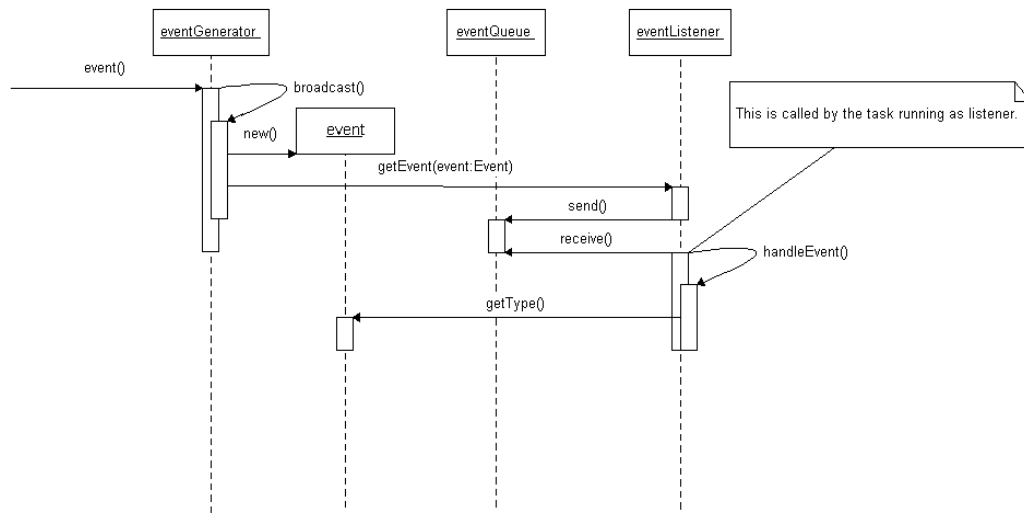 eventGenerator
eventQueue
eventListener
event()
broadcast()
This is called by the task running as listener.
new()
event
getEvent(event:Event)
send()
receive()
handleEvent()
getType()